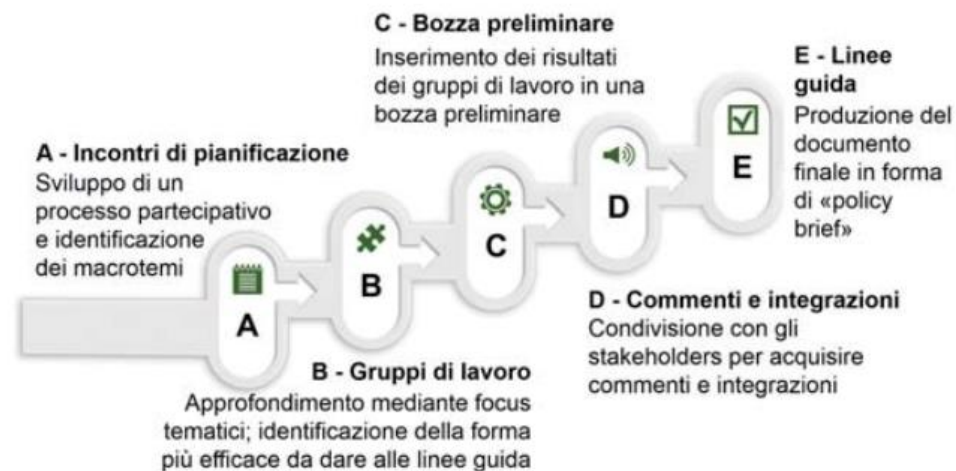 A - Incontri di pianificazione
Sviluppo di un
processo partecipativo
e identificazione
dei macrotemi
A
B - Gruppi di lavoro
Approfondimento mediante focus
tematici; identificazione della forma
più efficace da dare alle linee guida
B
C - Bozza preliminare
Inserimento dei risultati
dei gruppi di lavoro in una
bozza preliminare
C
D - Commenti e integrazioni
Condivisione con gli
stakeholders per acquisire
commenti e integrazioni
D
E - Linee
guida
Produzione del
documento
finale in forma
di «policy
brief»
E